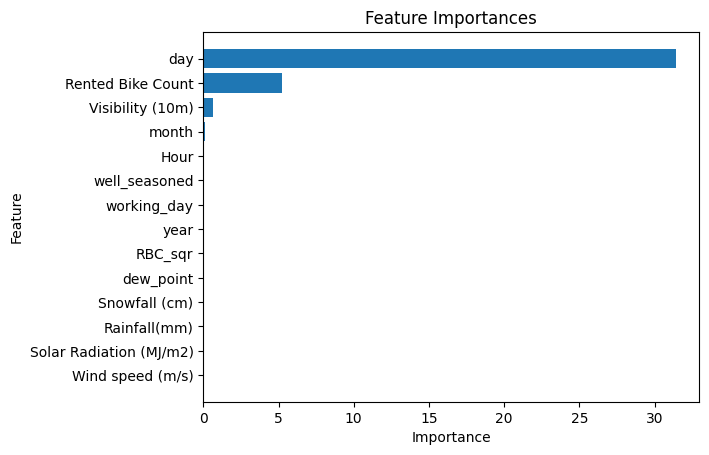 Feature Importances
day
Rented Bike Count
Visibility (10m)
month
Hour
well_seasoned
working_day
year
RBC_sqr
dew_point
Snowfall (cm)
Rainfall(mm)
Solar Radiation (MJ/m2)
Wind speed (m/s)
Feature
0 5 10 15 20 25 30
Importance